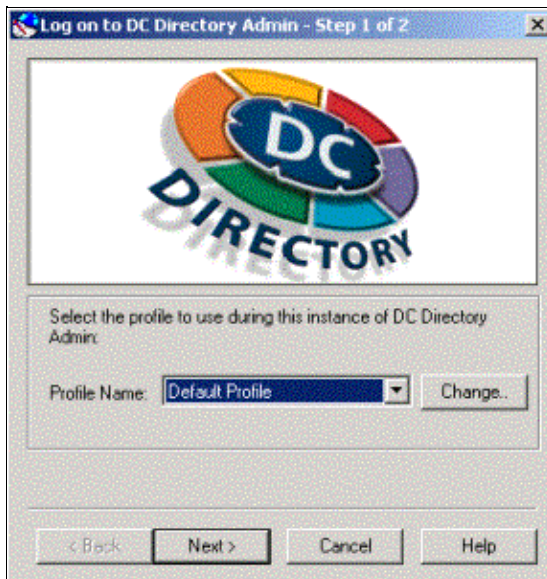 Log on to DC Directory Admin - Step 1 of 2
DC
DIRECTORY
Select the profile to use during this instance of DC Directory
Admin:
Profile Name: Default Profile Change..
< Back Next > Cancel Help